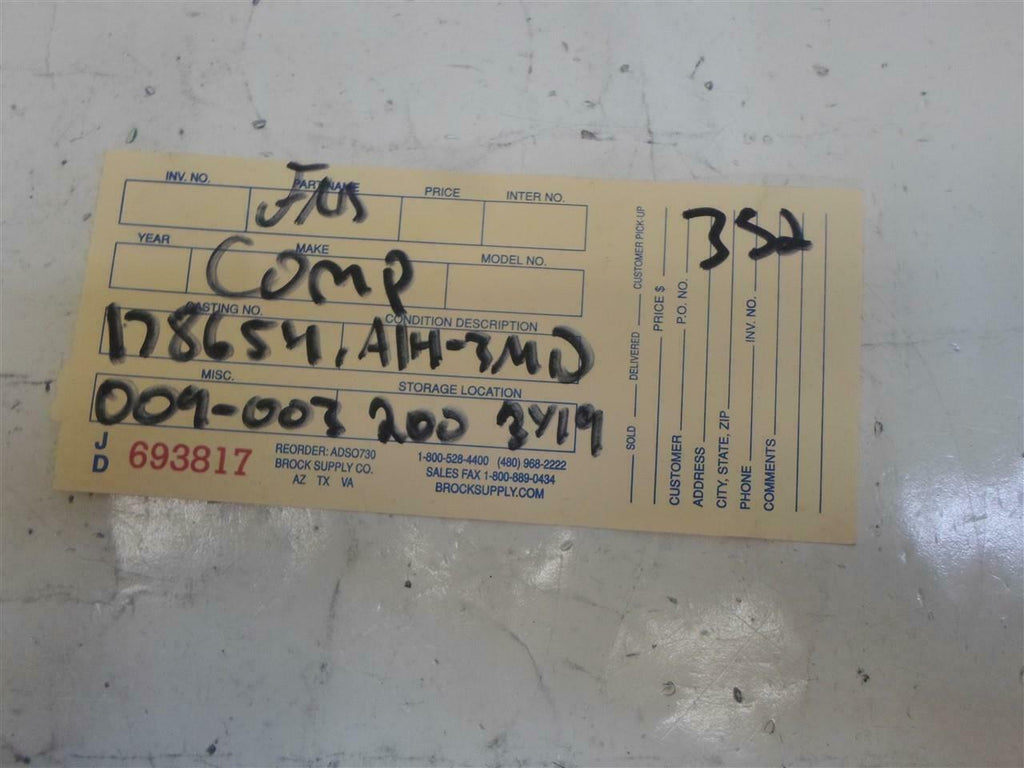 INV. NO. PART NAME PRICE INTER NO.
YEAR MAKE MODEL NO.
Comp
CASTING NO. CONDITION DESCRIPTION
178654, A1H-3MD
MISC. STORAGE LOCATION
009-003 200 3Y19
J D 693817
REORDER: ADSO730
BROCK SUPPLY CO.
AZ TX VA
1-800-528-4400 (480) 968-2222
SALES FAX 1-800-889-0434
BROCKSUPPLY.COM
352
SOLD DELIVERED CUSTOMER PICK-UP
PRICE $
CUSTOMER P.O. NO.
ADDRESS
CITY, STATE, ZIP
PHONE INV. NO.
COMMENTS